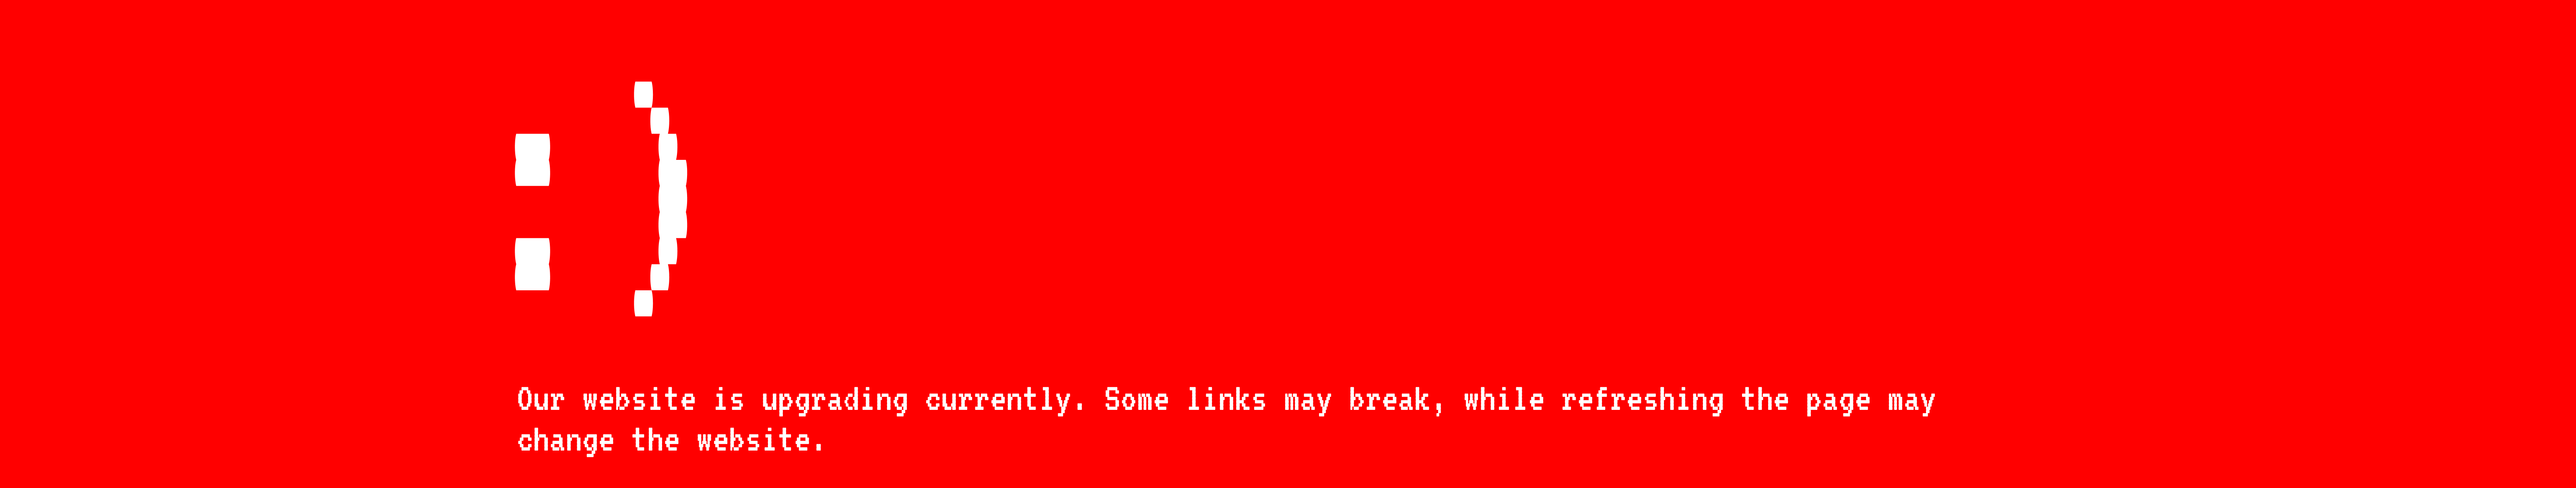 :)
Our website is upgrading currently. Some links may break, while refreshing the page may
change the website.